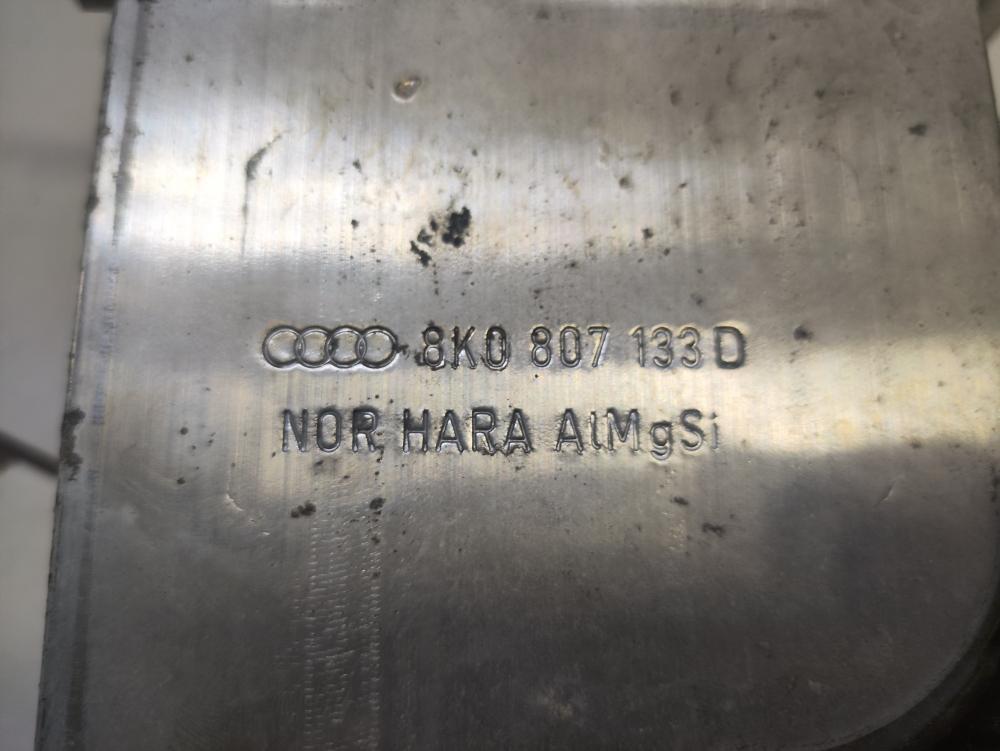 8K0 807 133 D
NOR HARA AlMgSi